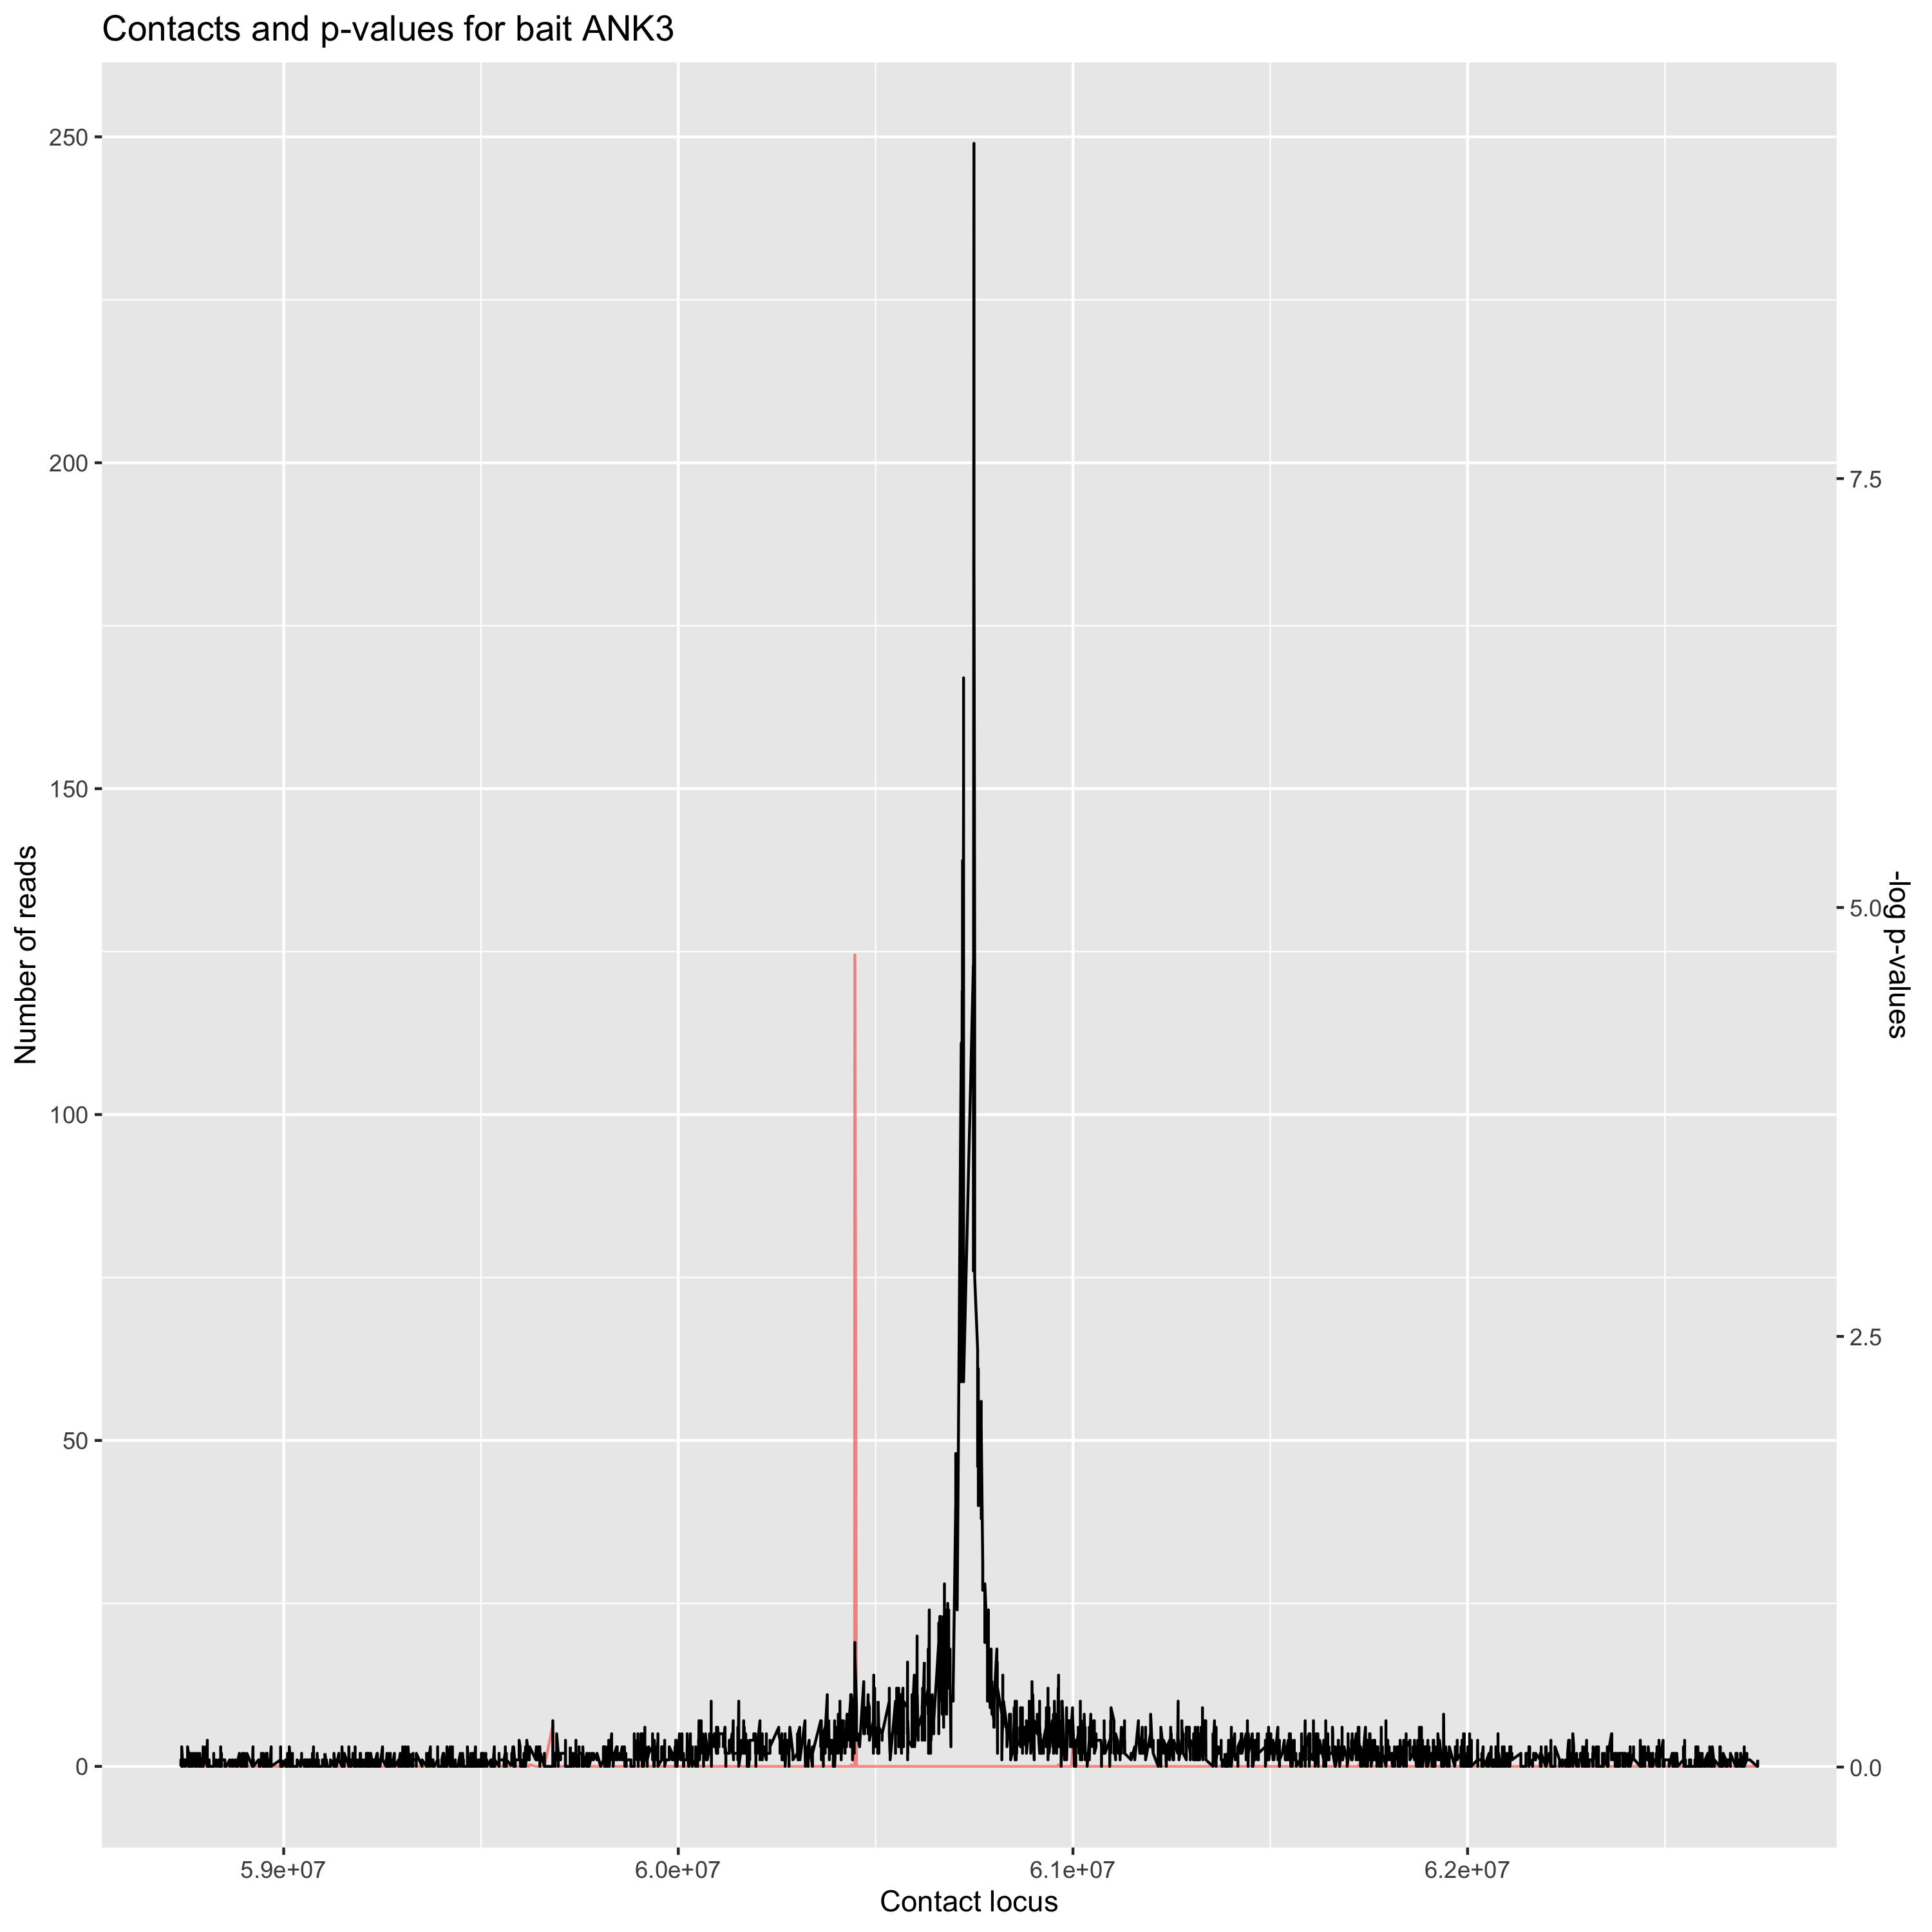 Contacts and p-values for bait ANK3
250
200
150
100
50
0
Number of reads
7.5
5.0
2.5
0.0
-log p-values
5.9e+07
6.0e+07
6.1e+07
6.2e+07
Contact locus